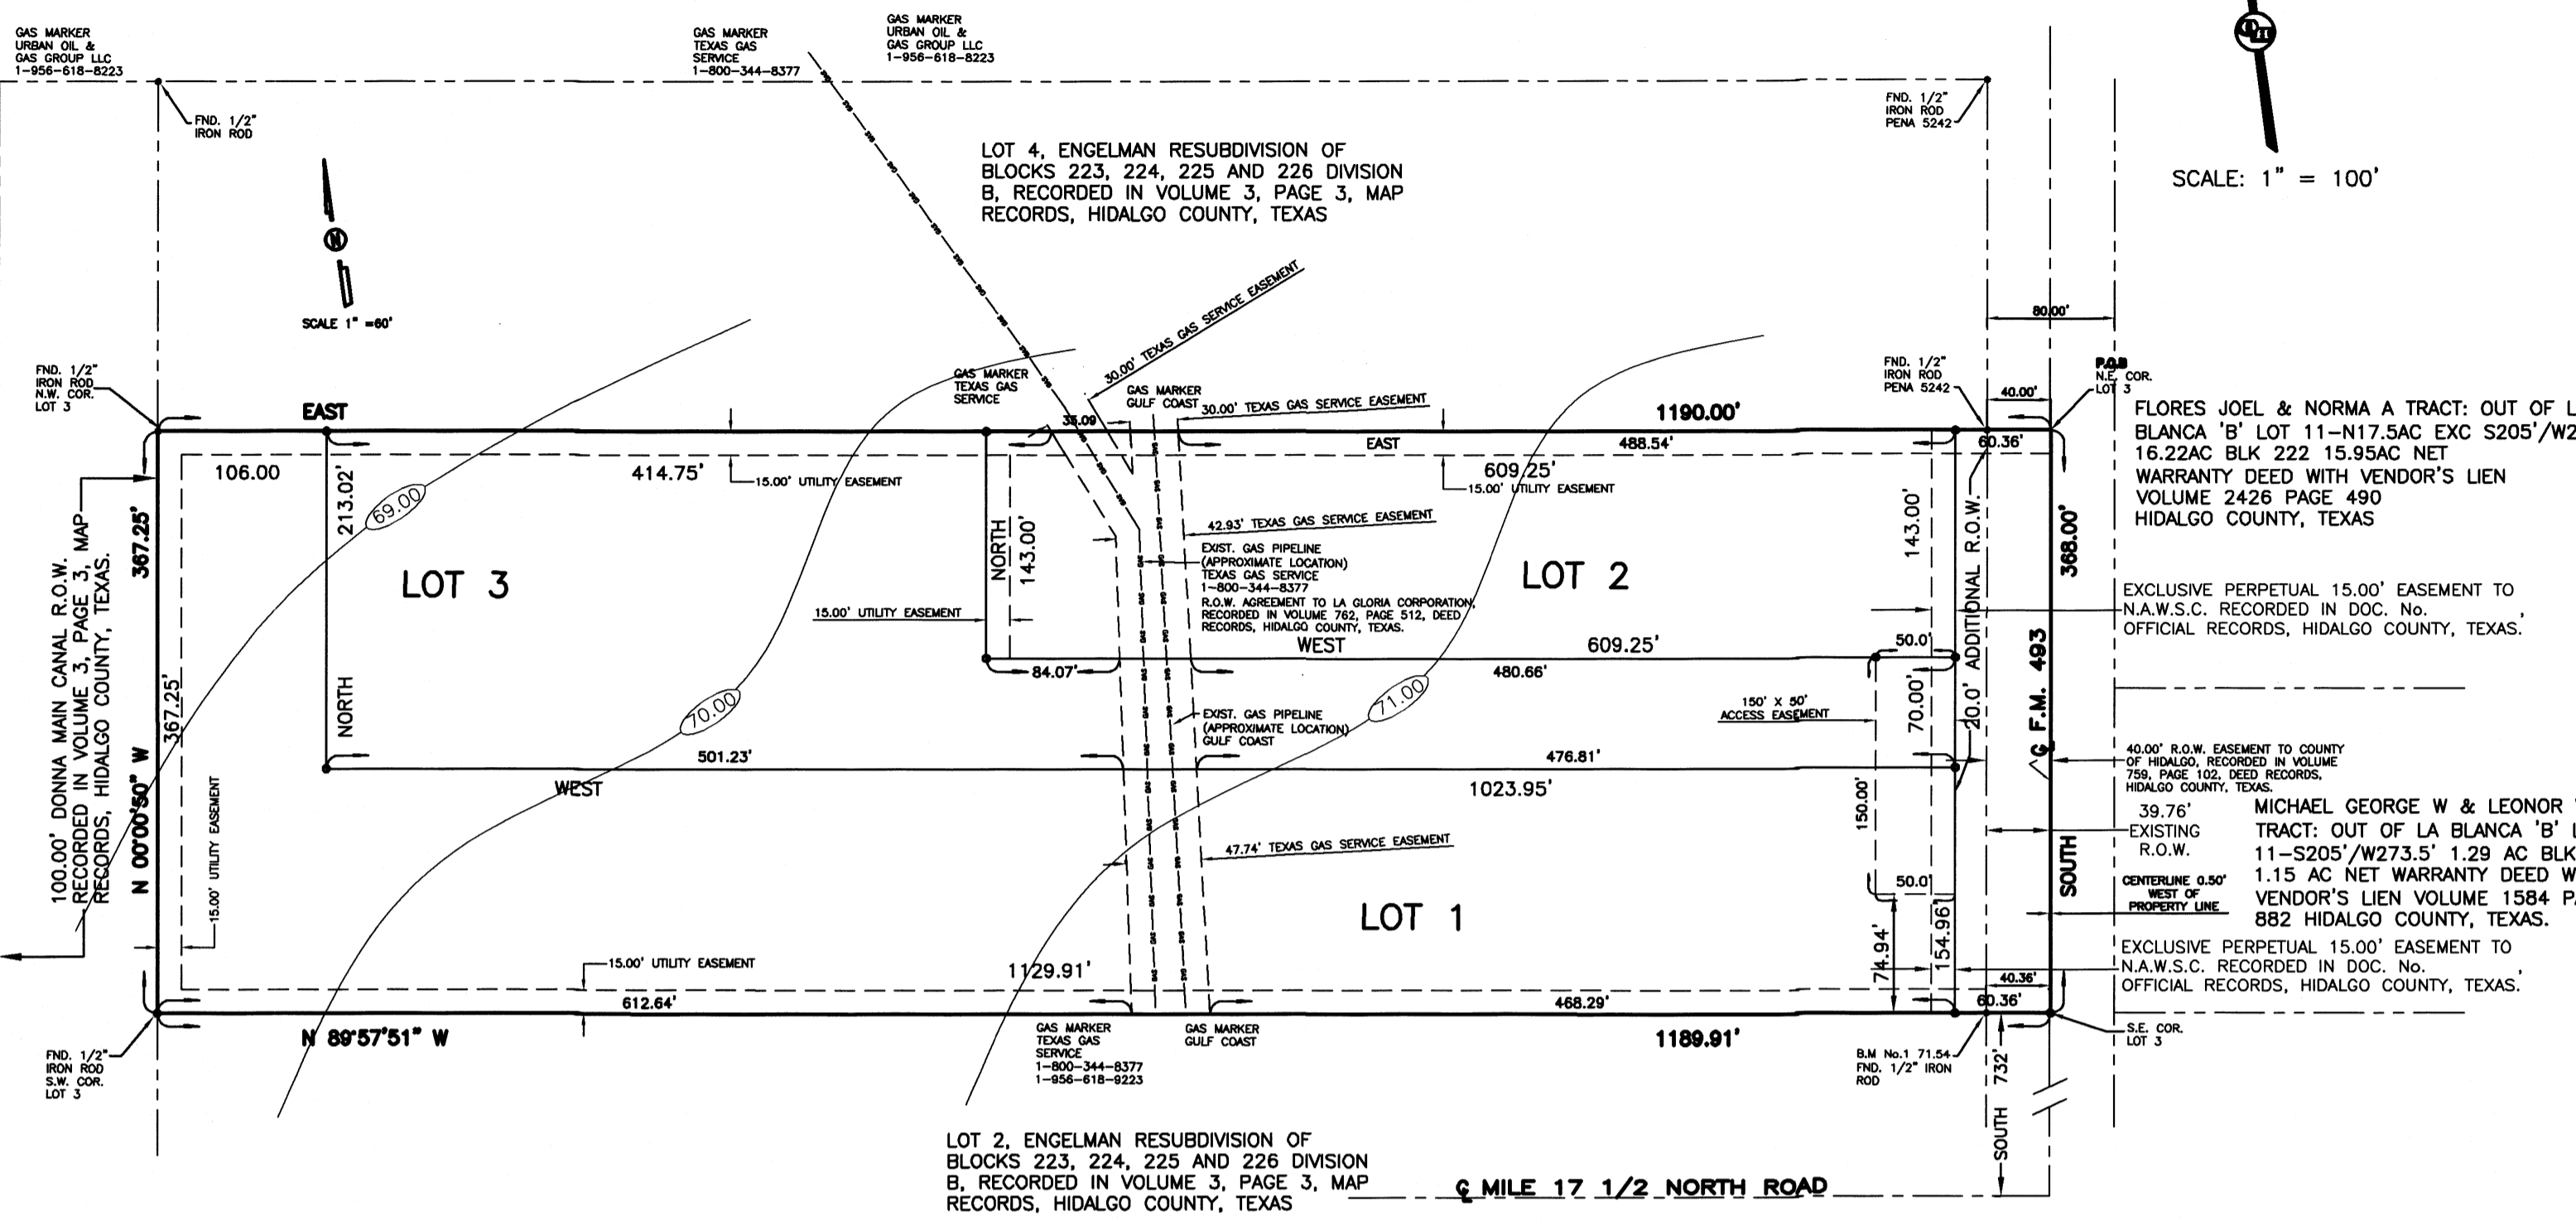 GAS MARKER
URBAN OIL &
GAS GROUP LLC
1-956-618-8223
GAS MARKER
TEXAS GAS
SERVICE
1-800-344-8377
GAS MARKER
URBAN OIL &
GAS GROUP LLC
1-956-618-8223
FND. 1/2"
IRON ROD
FND. 1/2"
IRON ROD
PENA 5242
LOT 4, ENGELMAN RESUBDIVISION OF
BLOCKS 223, 224, 225 AND 226 DIVISION
B, RECORDED IN VOLUME 3, PAGE 3, MAP
RECORDS, HIDALGO COUNTY, TEXAS
SCALE: 1" = 100'
N
SCALE 1" =60'
30.00' TEXAS GAS SERVICE EASEMENT
80.00'
FND. 1/2"
IRON ROD
N.W. COR.
LOT 3
EAST
GAS MARKER
TEXAS GAS
SERVICE
GAS MARKER
GULF COAST
30.00' TEXAS GAS SERVICE EASEMENT
35.09
1190.00'
FND. 1/2"
IRON ROD
PENA 5242
40.00'
P.O.B
N.E. COR.
LOT 3
EAST
488.54'
60.36'
FLORES JOEL & NORMA A TRACT: OUT OF L
BLANCA 'B' LOT 11-N17.5AC EXC S205'/W2
16.22AC BLK 222 15.95AC NET
WARRANTY DEED WITH VENDOR'S LIEN
VOLUME 2426 PAGE 490
HIDALGO COUNTY, TEXAS
106.00
414.75'
609.25'
15.00' UTILITY EASEMENT
15.00' UTILITY EASEMENT
213.02'
69.00
42.93' TEXAS GAS SERVICE EASEMENT
NORTH
143.00'
143.00'
367.25'
368.00'
EXIST. GAS PIPELINE
(APPROXIMATE LOCATION)
TEXAS GAS SERVICE
1-800-344-8377
R.O.W. AGREEMENT TO LA GLORIA CORPORATION,
RECORDED IN VOLUME 762, PAGE 512, DEED
RECORDS, HIDALGO COUNTY, TEXAS.
LOT 3
LOT 2
20.0' ADDITIONAL R.O.W.
EXCLUSIVE PERPETUAL 15.00' EASEMENT TO
N.A.W.S.C. RECORDED IN DOC. No. ,
OFFICIAL RECORDS, HIDALGO COUNTY, TEXAS.
100.00' DONNA MAIN CANAL R.O.W.
RECORDED IN VOLUME 3, PAGE 3, MAP
RECORDS, HIDALGO COUNTY, TEXAS.
15.00' UTILITY EASEMENT
WEST
609.25'
50.0'
84.07'
480.66'
367.25'
NORTH
70.00
71.00
EXIST. GAS PIPELINE
(APPROXIMATE LOCATION)
GULF COAST
150' X 50'
ACCESS EASEMENT
70.00'
℄ F.M. 493
501.23'
476.81'
WEST
1023.95'
40.00' R.O.W. EASEMENT TO COUNTY
OF HIDALGO, RECORDED IN VOLUME
759, PAGE 102, DEED RECORDS,
HIDALGO COUNTY, TEXAS.
N 00°00'50" W
15.00' UTILITY EASEMENT
150.00'
39.76'
EXISTING
R.O.W.
MICHAEL GEORGE W & LEONOR
TRACT: OUT OF LA BLANCA 'B' L
11-S205'/W273.5' 1.29 AC BLK
1.15 AC NET WARRANTY DEED W
VENDOR'S LIEN VOLUME 1584 PA
882 HIDALGO COUNTY, TEXAS.
47.74' TEXAS GAS SERVICE EASEMENT
SOUTH
50.0'
CENTERLINE 0.50'
WEST OF
PROPERTY LINE
LOT 1
74.94'
154.96'
EXCLUSIVE PERPETUAL 15.00' EASEMENT TO
N.A.W.S.C. RECORDED IN DOC. No. ,
OFFICIAL RECORDS, HIDALGO COUNTY, TEXAS.
15.00' UTILITY EASEMENT
1129.91'
40.36'
612.64'
468.29'
60.36'
N 89°57'51" W
1189.91'
GAS MARKER
TEXAS GAS
SERVICE
1-800-344-8377
1-956-618-9223
GAS MARKER
GULF COAST
S.E. COR.
LOT 3
FND. 1/2"
IRON ROD
S.W. COR.
LOT 3
B.M No.1 71.54
FND. 1/2" IRON
ROD
SOUTH 732'
LOT 2, ENGELMAN RESUBDIVISION OF
BLOCKS 223, 224, 225 AND 226 DIVISION
B, RECORDED IN VOLUME 3, PAGE 3, MAP
RECORDS, HIDALGO COUNTY, TEXAS
℄ MILE 17 1/2 NORTH ROAD